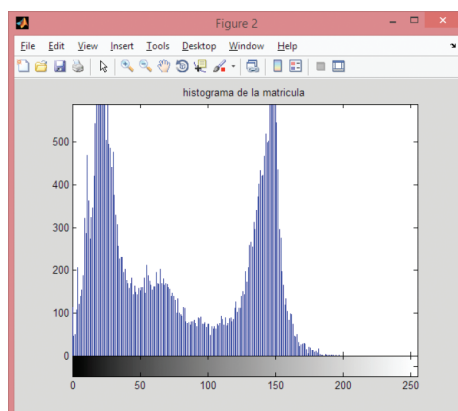 Figure 2
File Edit View Insert Tools Desktop Window Help
histograma de la matricula
500
400
300
200
100
0
0 50 100 150 200 250